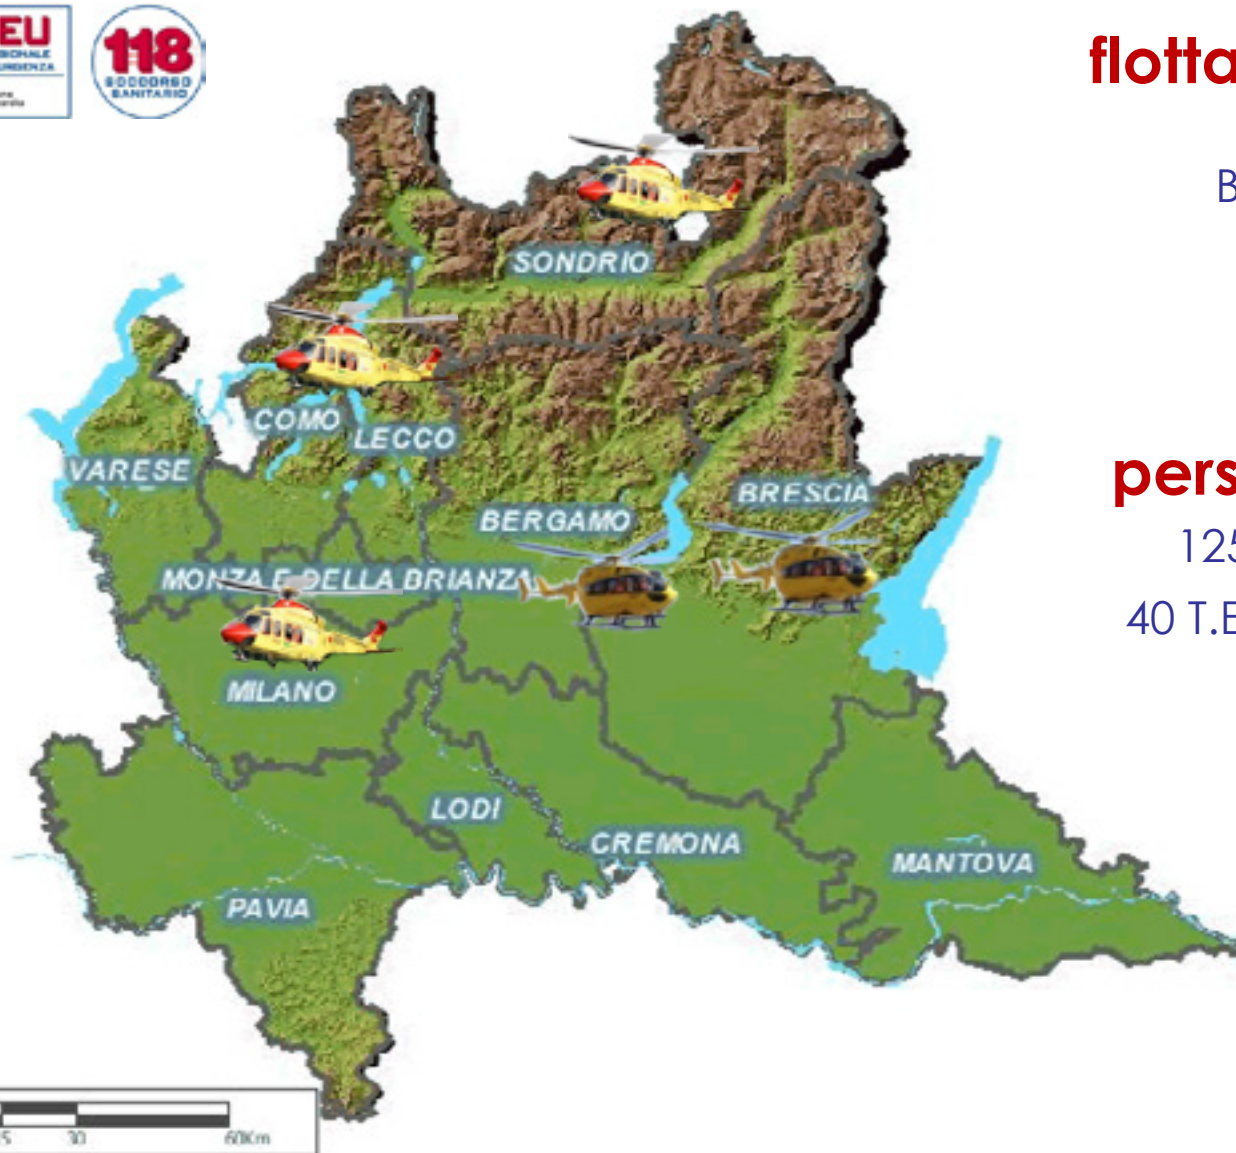 EU
118
SOCCORSO
SANITARIO
flotta
B
SONDRIO
COMO
LECCO
VARESE
pers
BRESCIA
BERGAMO
125
MONZA E DELLA BRIANZA
40 T.E
MILANO
LODI
CREMONA
MANTOVA
PAVIA
30
60Km